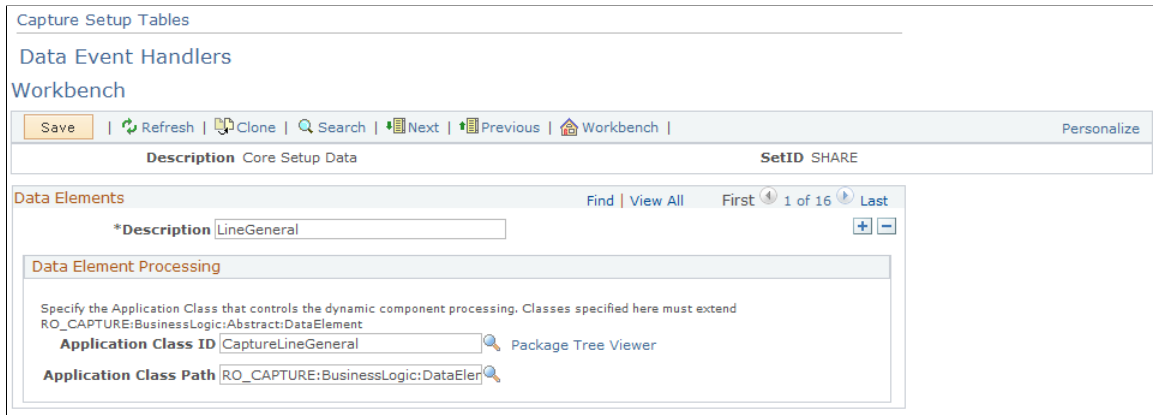 Capture Setup Tables
Data Event Handlers
Workbench
Save | Refresh | Clone | Search | Next | Previous | Workbench | Personalize
Description Core Setup Data SetID SHARE
Data Elements Find | View All First 1 of 16 Last
*Description LineGeneral
Data Element Processing
Specify the Application Class that controls the dynamic component processing. Classes specified here must extend
RO_CAPTURE:BusinessLogic:Abstract:DataElement
Application Class ID CaptureLineGeneral Package Tree Viewer
Application Class Path RO_CAPTURE:BusinessLogic:DataEler